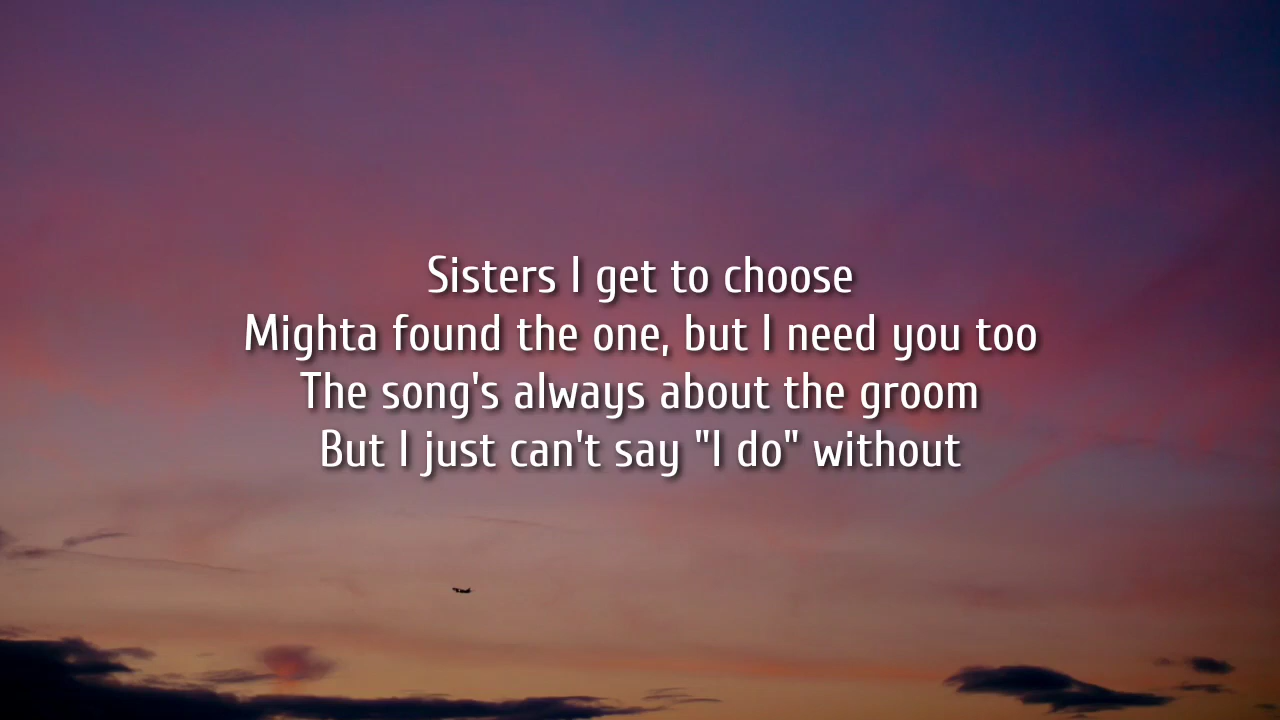 Sisters I get to choose
Mighta found the one, but I need you too
The song's always about the groom
But I just can't say "I do" without